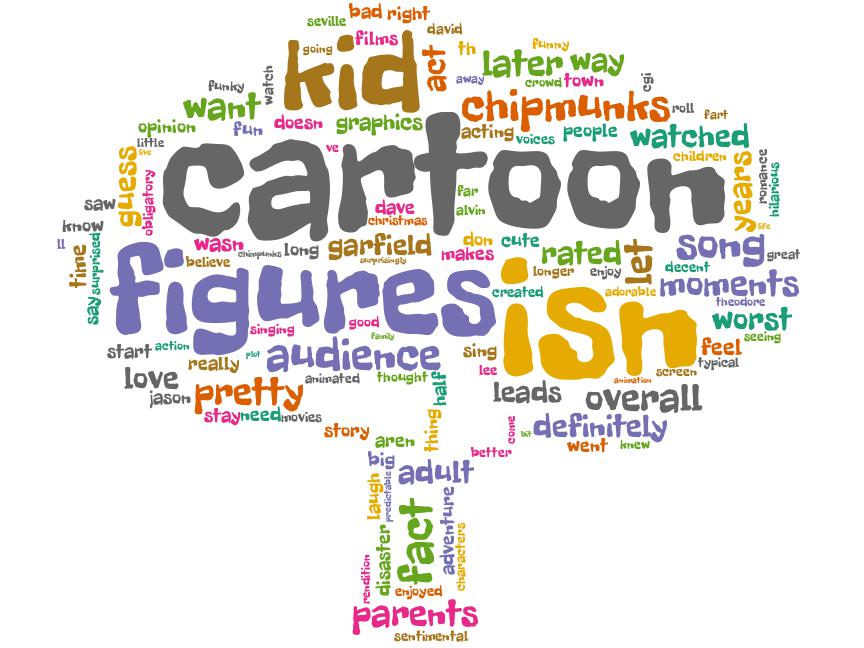 seville bad right
david
going films act th funny
kid later way
funky watch away crowd town cgi
want chipmunks roll
opinion fun doesn graphics acting voices people watched fart
little ve children
live cartoon years romance hilarious
guess obligatory
saw far
dave alvin
christmas
know life
ll time surprised wasn chimpunks long garfield don cute rated let song great
believe surprisingly makes longer enjoy decent
say figures created ish adorable moments
theodore
singing good worst
family seeing
start action plot audience sing feel
really typical
love animated thought half lee screen
animation
jason pretty leads overall
stay need movies
story aren thing come bit definitely
better went knew
big adult
laugh predictable
fact adventure
disaster characters
rendition enjoyed
parents
sentimental